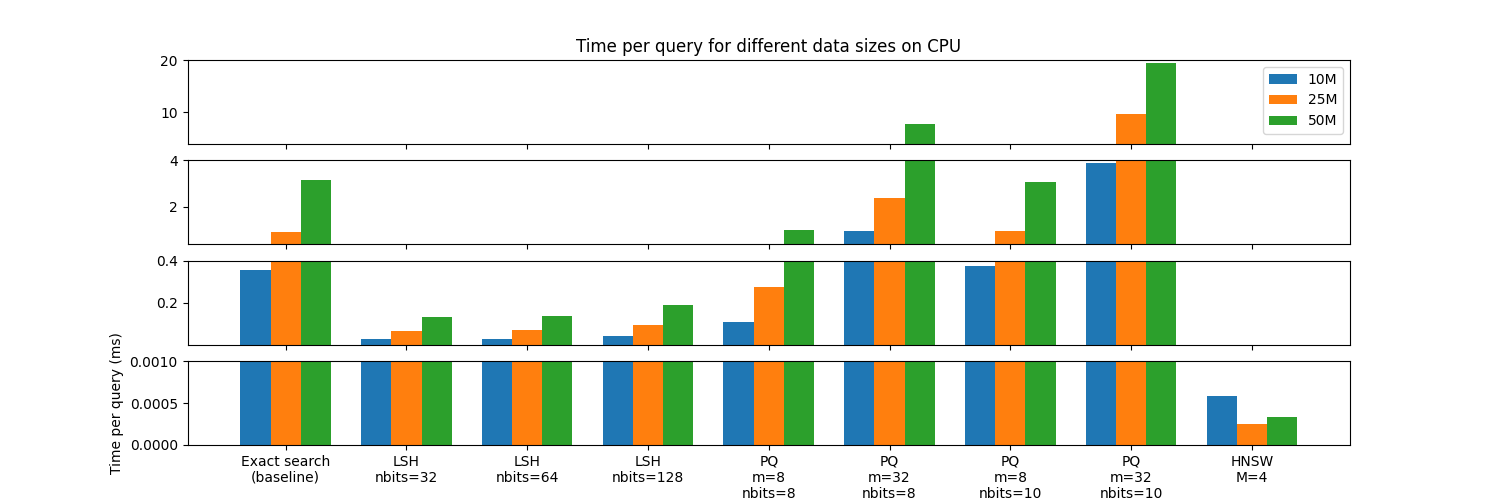 Time per query for different data sizes on CPU
20
10
10M
25M
50M
4
2
0.4
0.2
0.0010
0.0005
0.0000
Time per query (ms)
Exact search
(baseline)
LSH
nbits=32
LSH
nbits=64
LSH
nbits=128
PQ
m=8
nbits=8
PQ
m=32
nbits=8
PQ
m=8
nbits=10
PQ
m=32
nbits=10
HNSW
M=4